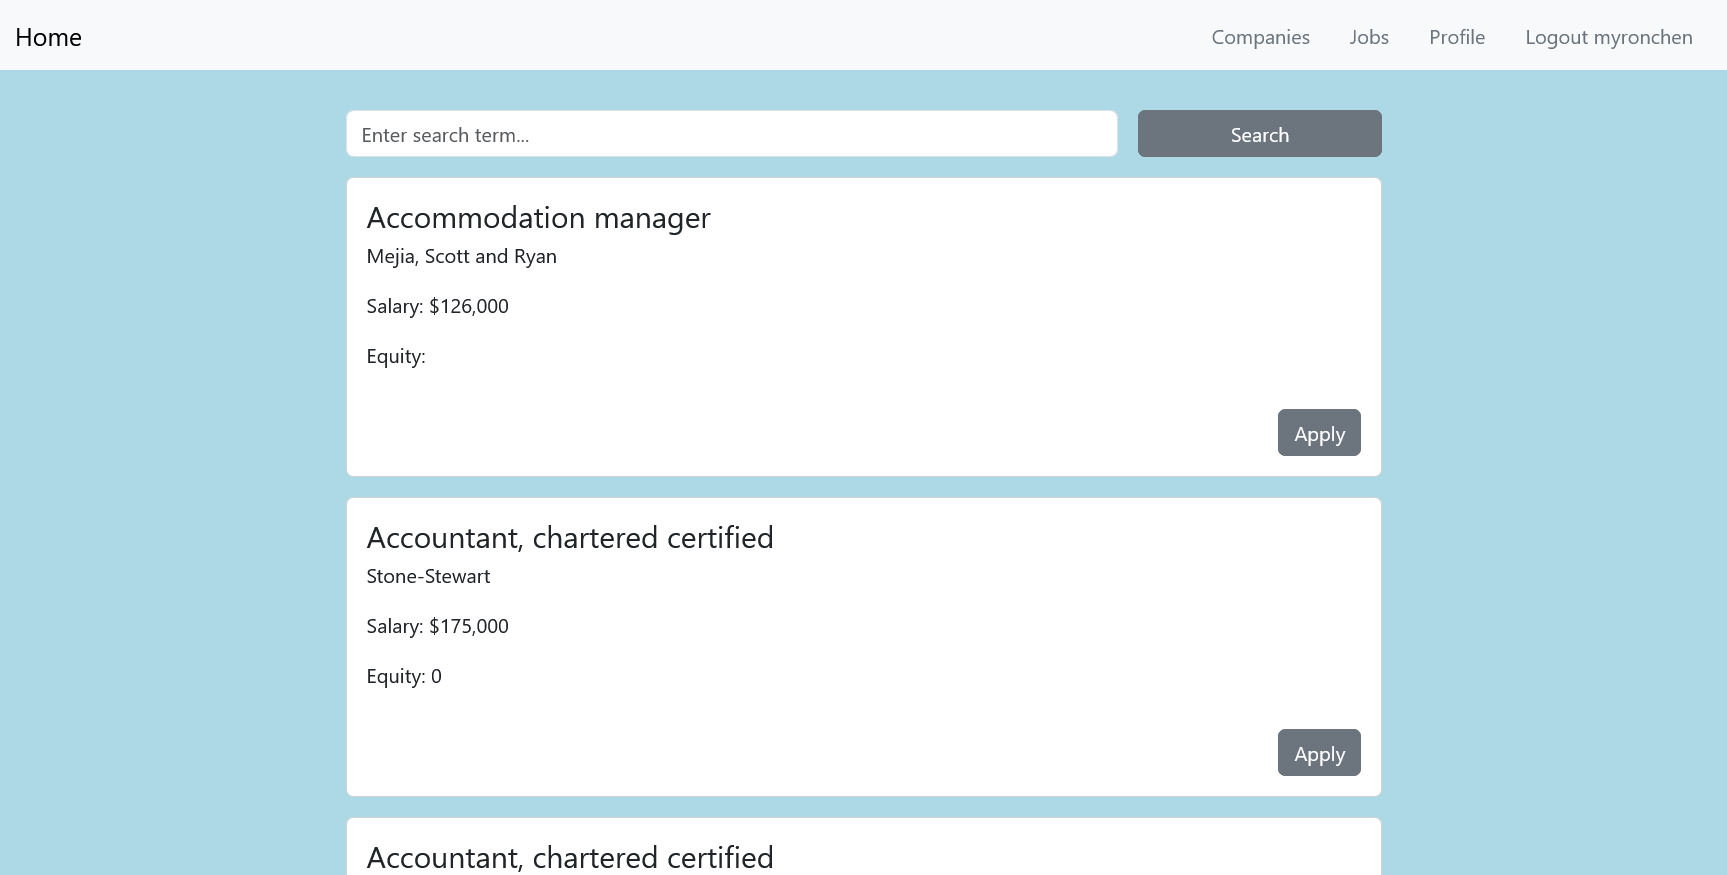 Home Companies Jobs Profile Logout myronchen
Enter search term... Search
Accommodation manager
Mejia, Scott and Ryan
Salary: $126,000
Equity:
Apply
Accountant, chartered certified
Stone-Stewart
Salary: $175,000
Equity: 0
Apply
Accountant, chartered certified